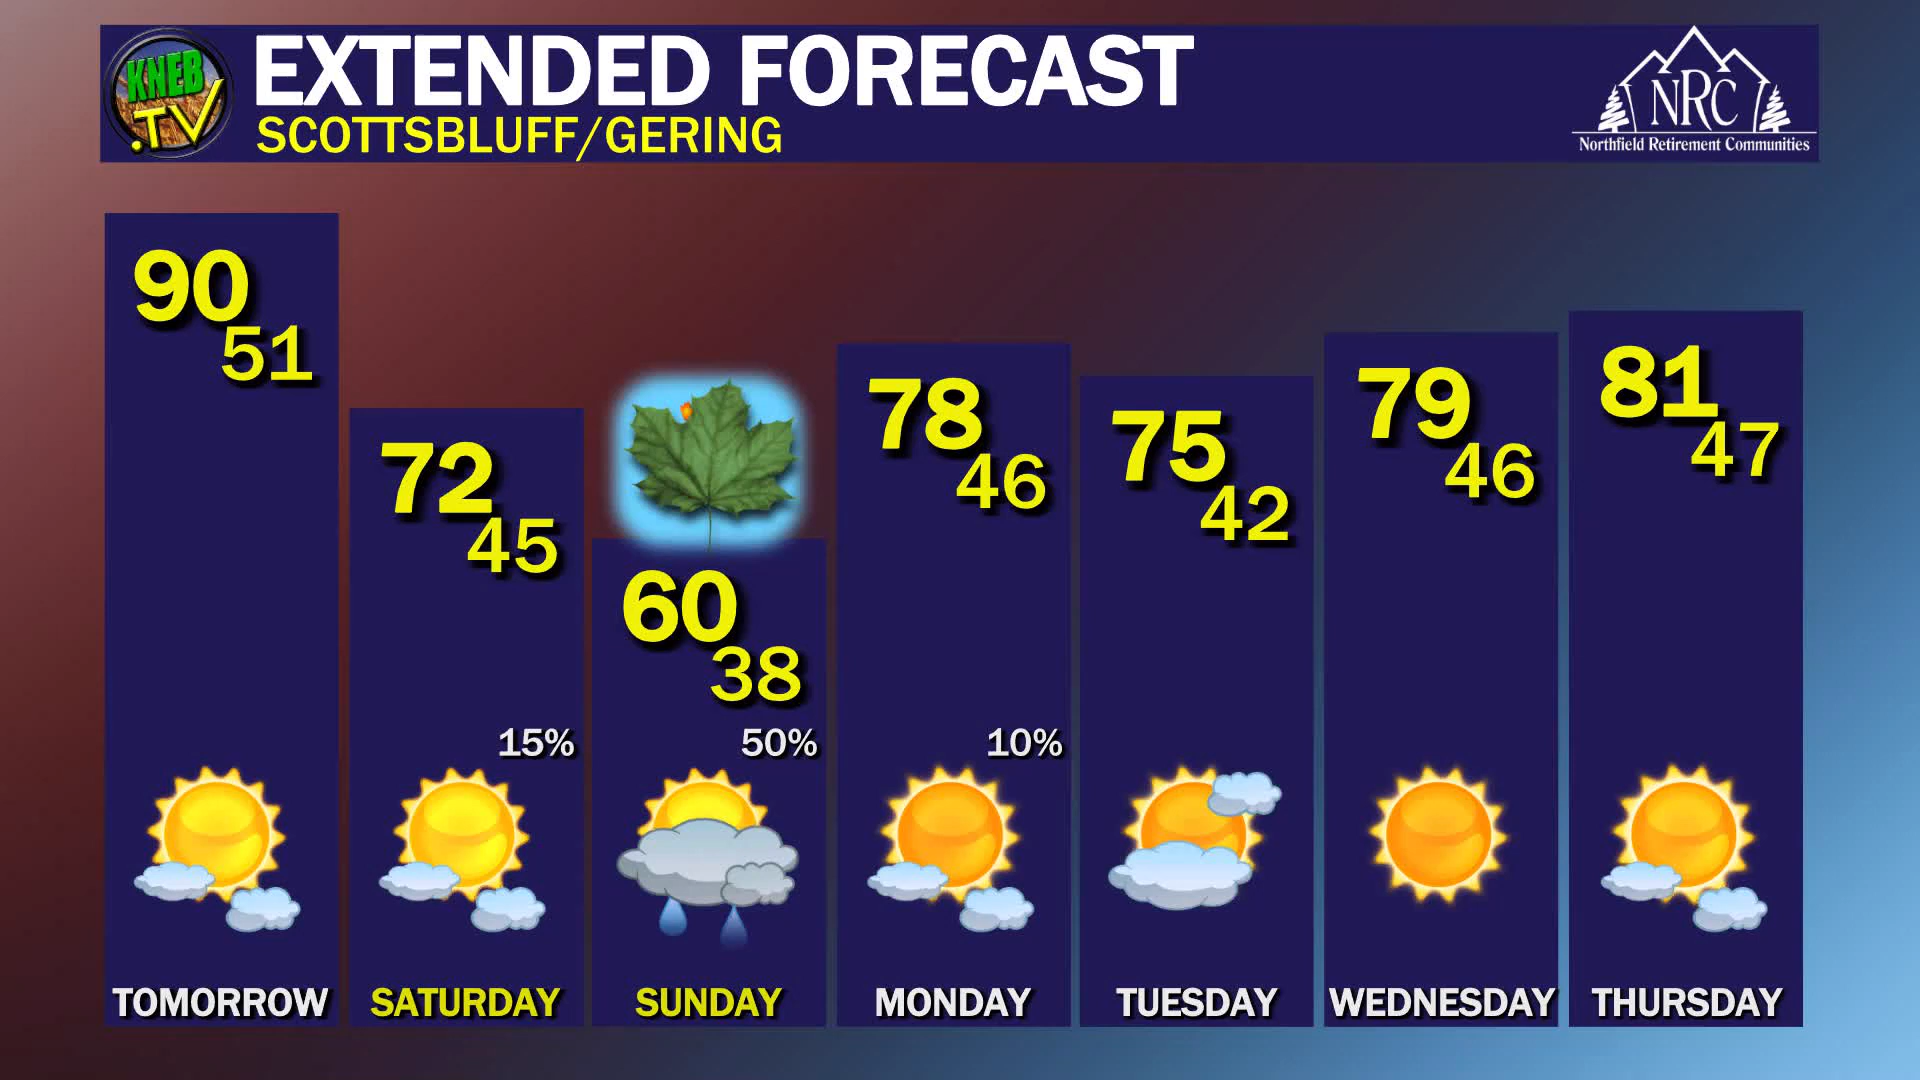 KNEB
.TV
EXTENDED FORECAST
SCOTTSBLUFF/GERING
NRC
Northfield Retirement Communities
90
51
72
45
60
38
78
46
75
42
79
46
81
47
15%
50%
10%
TOMORROW
SATURDAY
SUNDAY
MONDAY
TUESDAY
WEDNESDAY
THURSDAY